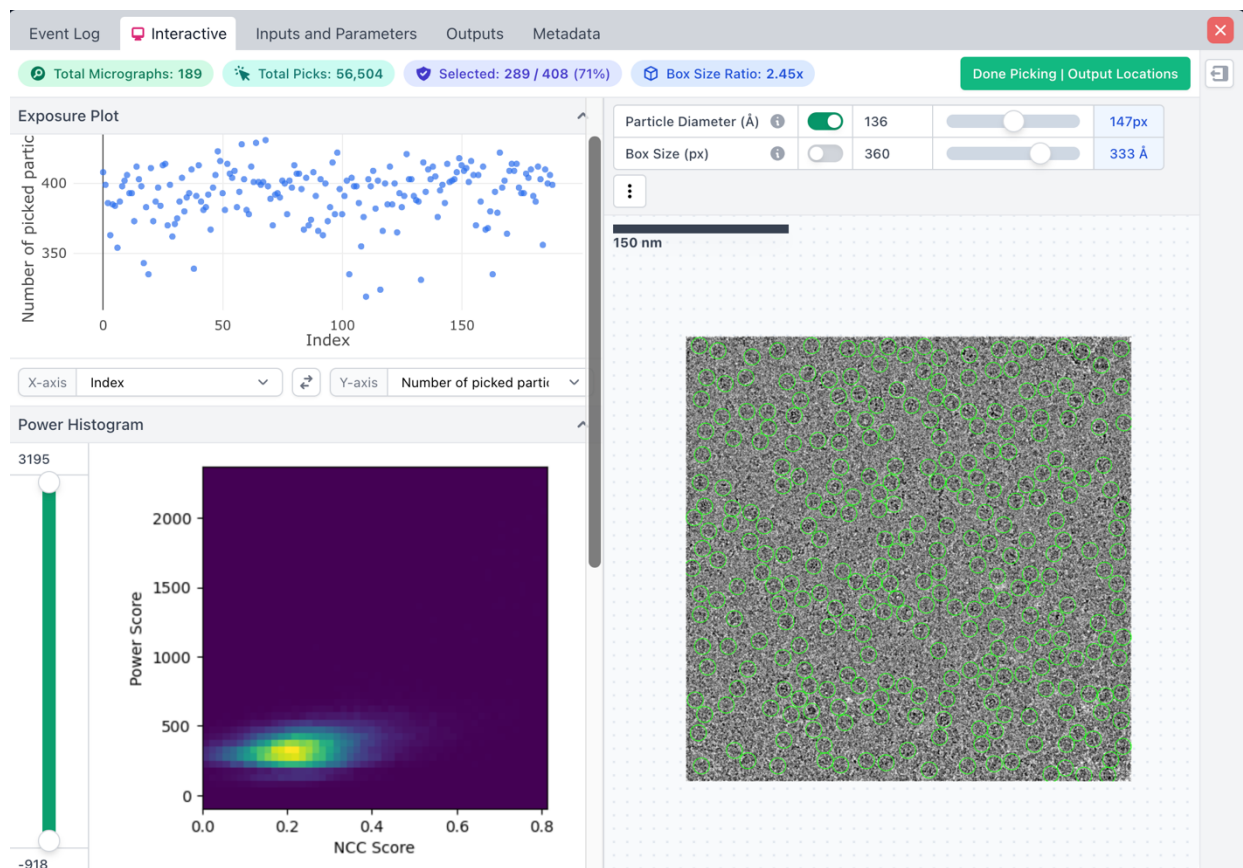 Event Log Interactive Inputs and Parameters Outputs Metadata
Total Micrographs: 189 Total Picks: 56,504 Selected: 289 / 408 (71%) Box Size Ratio: 2.45x Done Picking | Output Locations
Exposure Plot
Number of picked partic
400
350
0 50 100 150
Index
X-axis Index Y-axis Number of picked partic
Power Histogram
3195
-918
Power Score
2000
1500
1000
500
0
0.0 0.2 0.4 0.6 0.8
NCC Score
Particle Diameter (Å) 136 147px
Box Size (px) 360 333 Å
150 nm